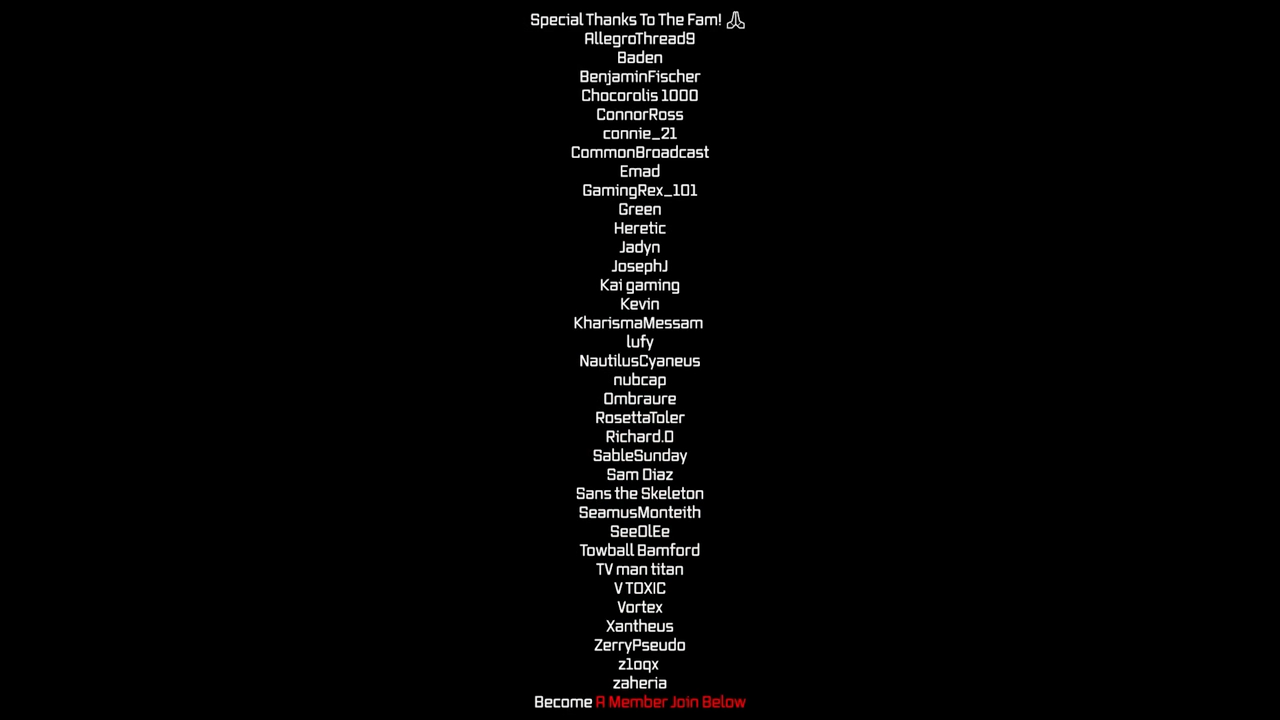 Special Thanks To The Fam! 🙏
AllegroThread9
Baden
BenjaminFischer
Chocorolis 1000
ConnorRoss
connie_21
CommonBroadcast
Emad
GamingRex_101
Green
Heretic
Jadyn
JosephJ
Kai gaming
Kevin
KharismaMessam
lufy
NautilusCyaneus
nubcap
Ombraure
RosettaToler
Richard.D
SableSunday
Sam Diaz
Sans the Skeleton
SeamusMonteith
SeeOlEe
Towball Bamford
TV man titan
V TOXIC
Vortex
Xantheus
ZerryPseudo
z1oqx
zaheria
Become A Member Join Below